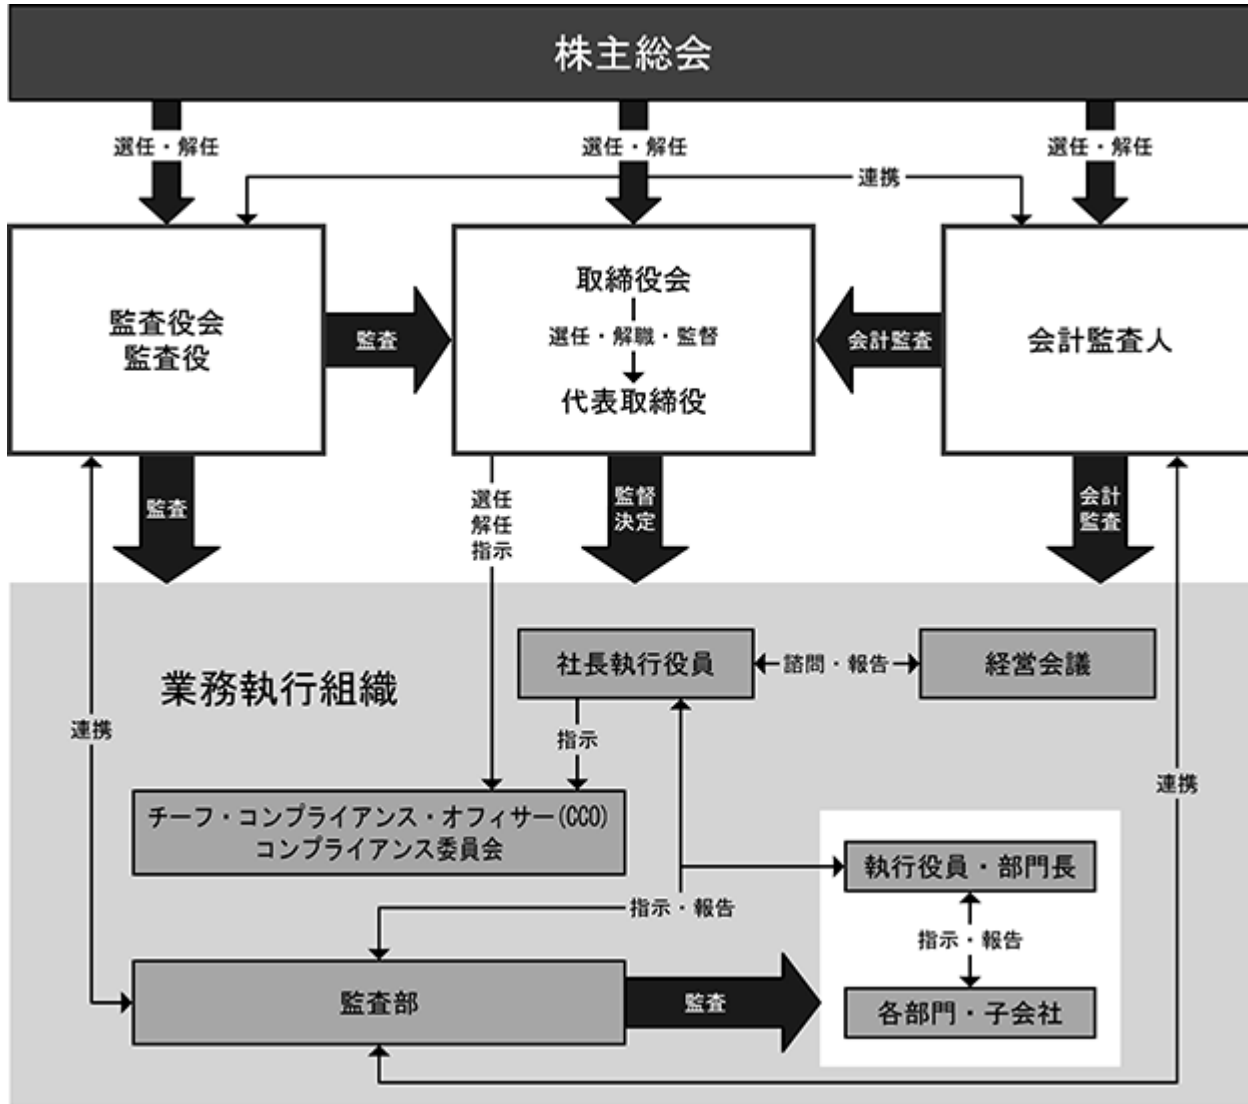 株主総会
選任・解任
選任・解任
選任・解任
連携
監査役会
監査役
監査
取締役会
選任・解職・監督
代表取締役
会計監査
会計監査人
監査
選任
解任
指示
監督
決定
会計
監査
業務執行組織
社長執行役員
諮問・報告
経営会議
連携
指示
連携
チーフ・コンプライアンス・オフィサー(CCO)
コンプライアンス委員会
執行役員・部門長
指示・報告
指示・報告
監査部
監査
各部門・子会社